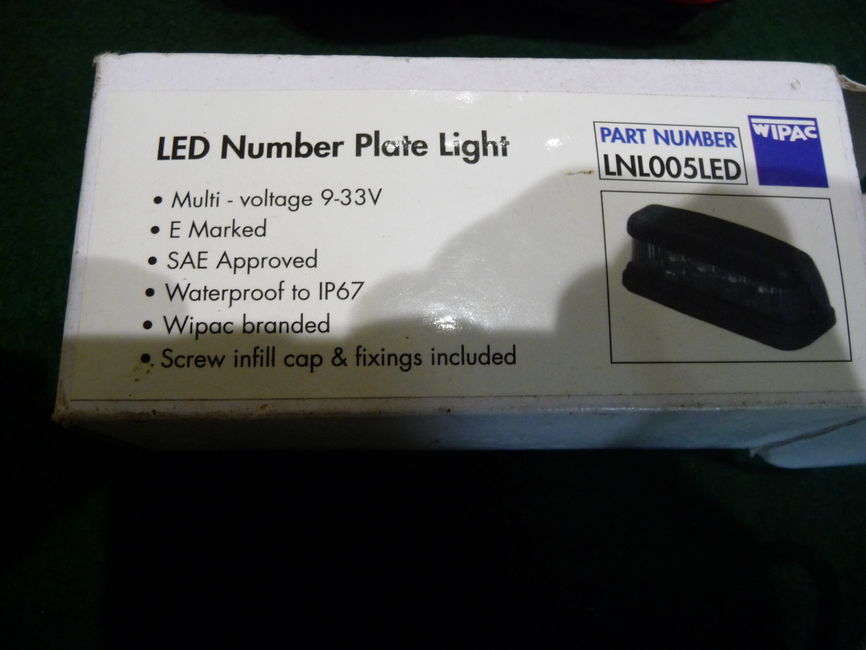 LED Number Plate Light
• Multi - voltage 9-33V
• E Marked
• SAE Approved
• Waterproof to IP67
• Wipac branded
• Screw infill cap & fixings included
PART NUMBER
LNL005LED
WIPAC